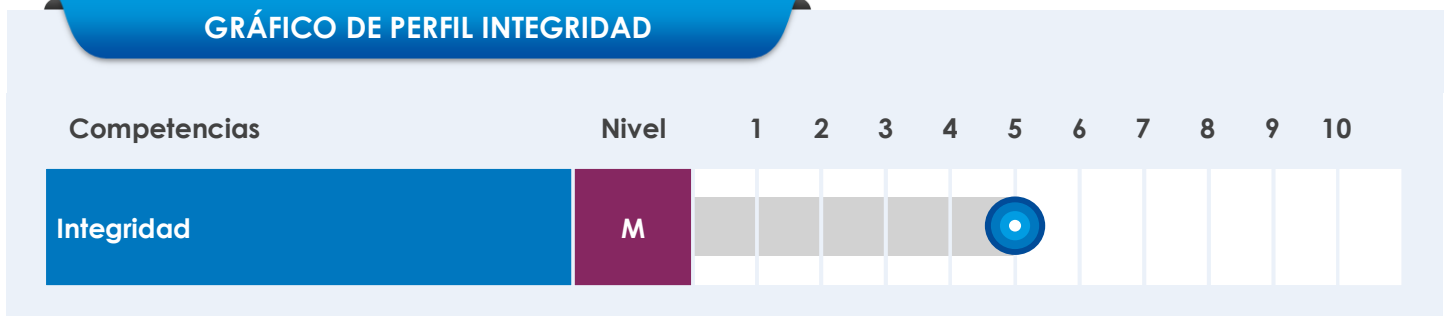 GRÁFICO DE PERFIL INTEGRIDAD
Competencias Nivel 1 2 3 4 5 6 7 8 9 10
Integridad M